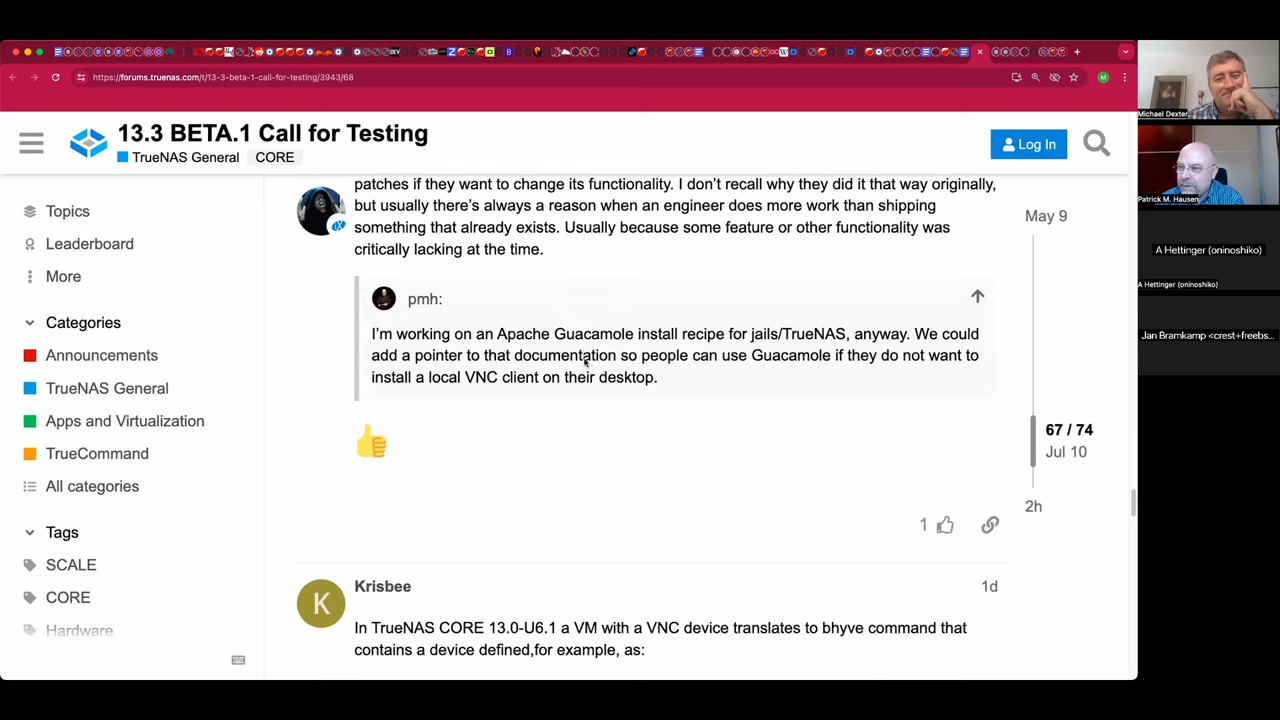 https://forums.truenas.com/t/13-3-beta-1-call-for-testing/3943/68
M
13.3 BETA.1 Call for Testing
TrueNAS General
CORE
Log In
Topics
Leaderboard
More
Categories
Announcements
TrueNAS General
Apps and Virtualization
TrueCommand
All categories
Tags
SCALE
CORE
Hardware
patches if they want to change its functionality. I don't recall why they did it that way originally,
but usually there's always a reason when an engineer does more work than shipping
something that already exists. Usually because some feature or other functionality was
critically lacking at the time.
pmh:
I'm working on an Apache Guacamole install recipe for jails/TrueNAS, anyway. We could
add a pointer to that documentation so people can use Guacamole if they do not want to
install a local VNC client on their desktop.
1
K
Krisbee
1d
In TrueNAS CORE 13.0-U6.1 a VM with a VNC device translates to bhyve command that
contains a device defined,for example, as:
May 9
67 / 74
Jul 10
2h
Michael Dexter
Patrick M. Hausen
A Hettinger (oninoshiko)
A Hettinger (oninoshiko)
Jan Bramkamp <crest+freebs...